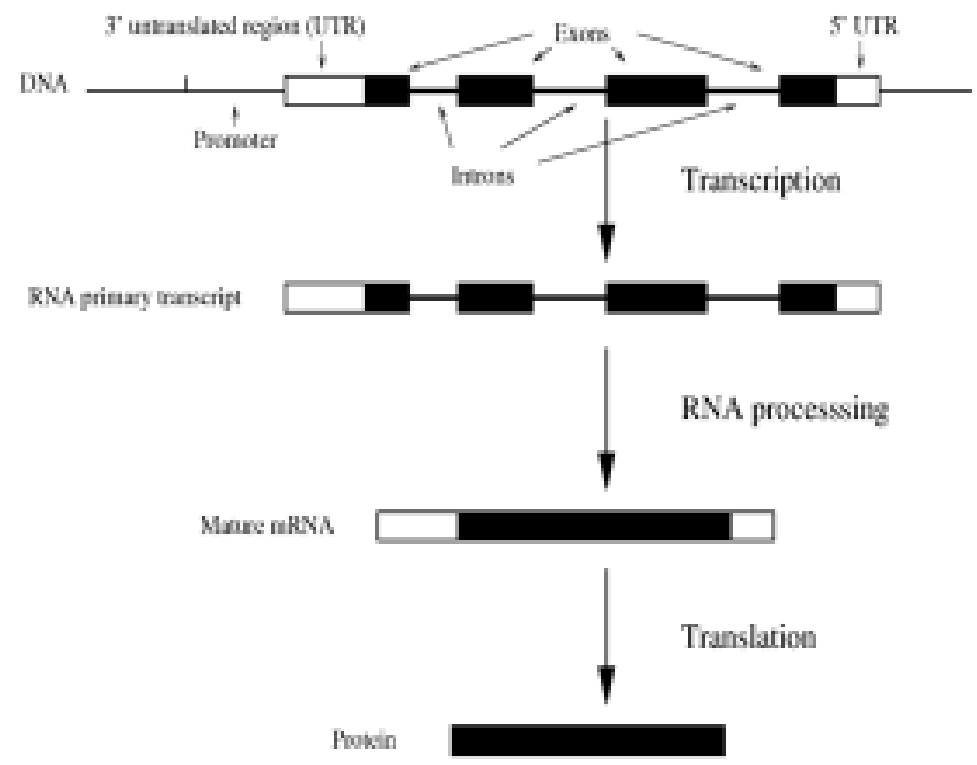 3' untranslated region (UTR)
Exons
5' UTR
DNA
Promoter
Introns
Transcription
RNA primary transcript
RNA processsing
Mature mRNA
Translation
Protein